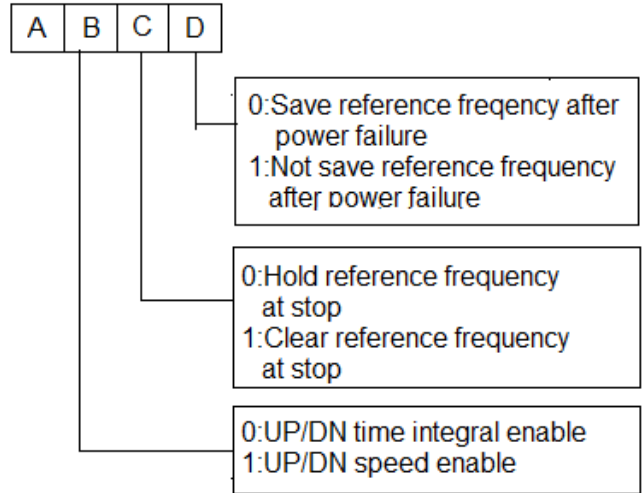 A B C D
0:Save reference freqency after
power failure
1:Not save reference frequency
after power failure
0:Hold reference frequency
at stop
1:Clear reference frequency
at stop
0:UP/DN time integral enable
1:UP/DN speed enable